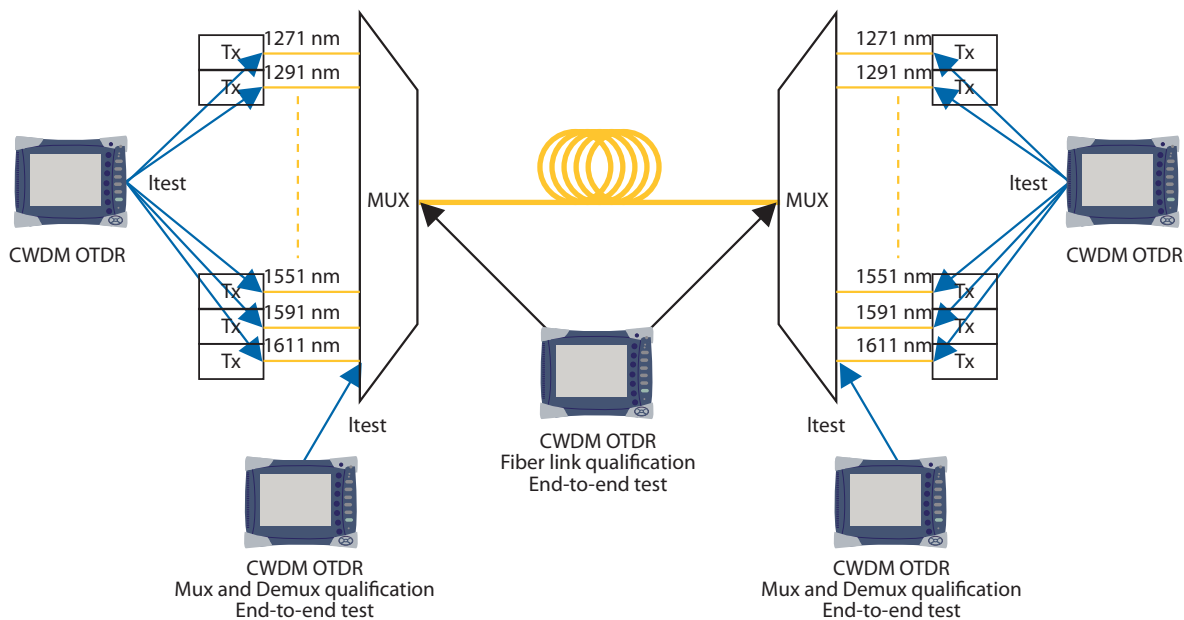 Tx
1271 nm
Tx
1291 nm
Itest
CWDM OTDR
MUX
Tx
1551 nm
Tx
1591 nm
Tx
1611 nm
Itest
CWDM OTDR
Mux and Demux qualification
End-to-end test
CWDM OTDR
Fiber link qualification
End-to-end test
MUX
1271 nm
Tx
1291 nm
Tx
Itest
CWDM OTDR
1551 nm
Tx
1591 nm
Tx
1611 nm
Tx
Itest
CWDM OTDR
Mux and Demux qualification
End-to-end test